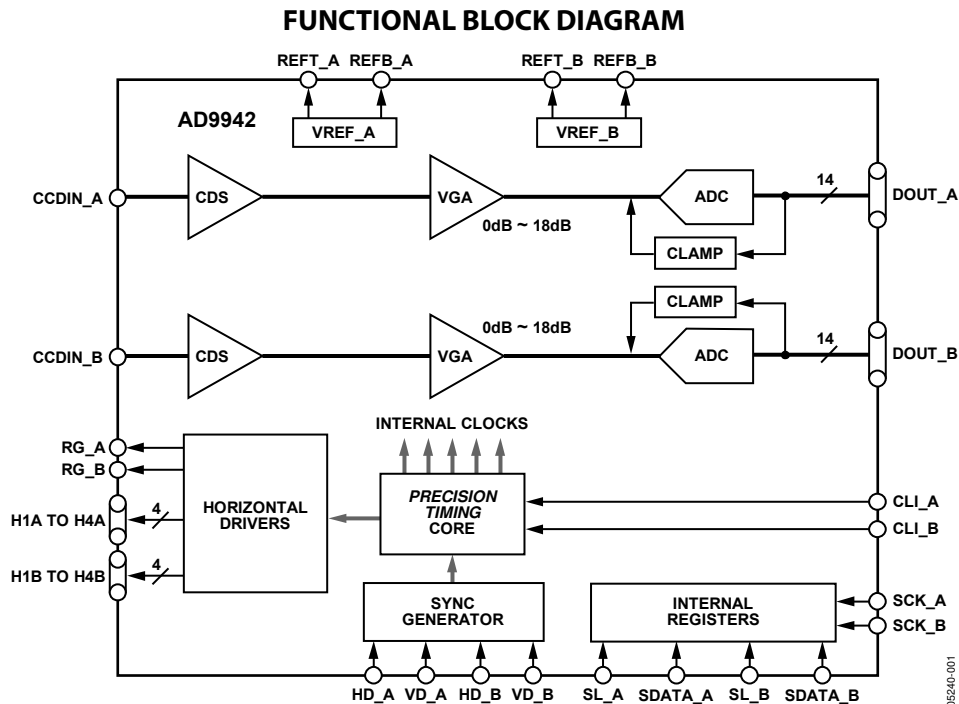 FUNCTIONAL BLOCK DIAGRAM
REFT_A REFB_A REFT_B REFB_B
AD9942
VREF_A VREF_B
CCDIN_A CDS VGA ADC 14 DOUT_A
0dB ~ 18dB
CLAMP
CLAMP
0dB ~ 18dB
CCDIN_B CDS VGA ADC 14 DOUT_B
INTERNAL CLOCKS
RG_A
RG_B
HORIZONTAL
DRIVERS
PRECISION
TIMING
CORE
CLI_A
CLI_B
H1A TO H4A 4
H1B TO H4B 4
SYNC
GENERATOR
INTERNAL
REGISTERS
SCK_A
SCK_B
HD_A VD_A HD_B VD_B SL_A SDATA_A SL_B SDATA_B
05240-001